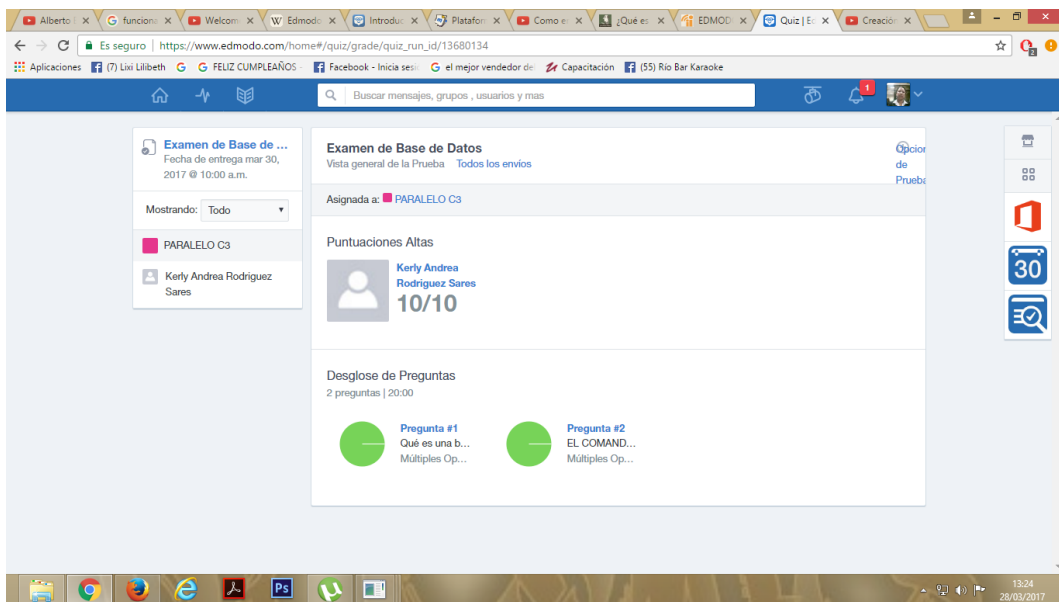 Alberto
funciona
Welcom
Edmodo
Introduc
Platafor
Como e
¿Qué es
EDMOD
Quiz | Ec
Creación
Es seguro | https://www.edmodo.com/home#/quiz/grade/quiz_run_id/13680134
Aplicaciones (7) Lixi Lilibeth FELIZ CUMPLEAÑOS - Facebook - Inicia sesi el mejor vendedor de Capacitación (55) Rio Bar Karaoke
Buscar mensajes, grupos , usuarios y mas
1
Examen de Base de ...
Fecha de entrega mar 30,
2017 @ 10:00 a.m.
Mostrando: Todo
PARALELO C3
Kerly Andrea Rodriguez
Sares
Examen de Base de Datos
Vista general de la Prueba Todos los envíos
Opcion
de
Prueba
Asignada a: PARALELO C3
Puntuaciones Altas
Kerly Andrea
Rodriguez Sares
10/10
Desglose de Preguntas
2 preguntas | 20:00
Pregunta #1
Qué es una b...
Múltiples Op...
Pregunta #2
EL COMAND...
Múltiples Op...
30
Ps
13:24
28/03/2017